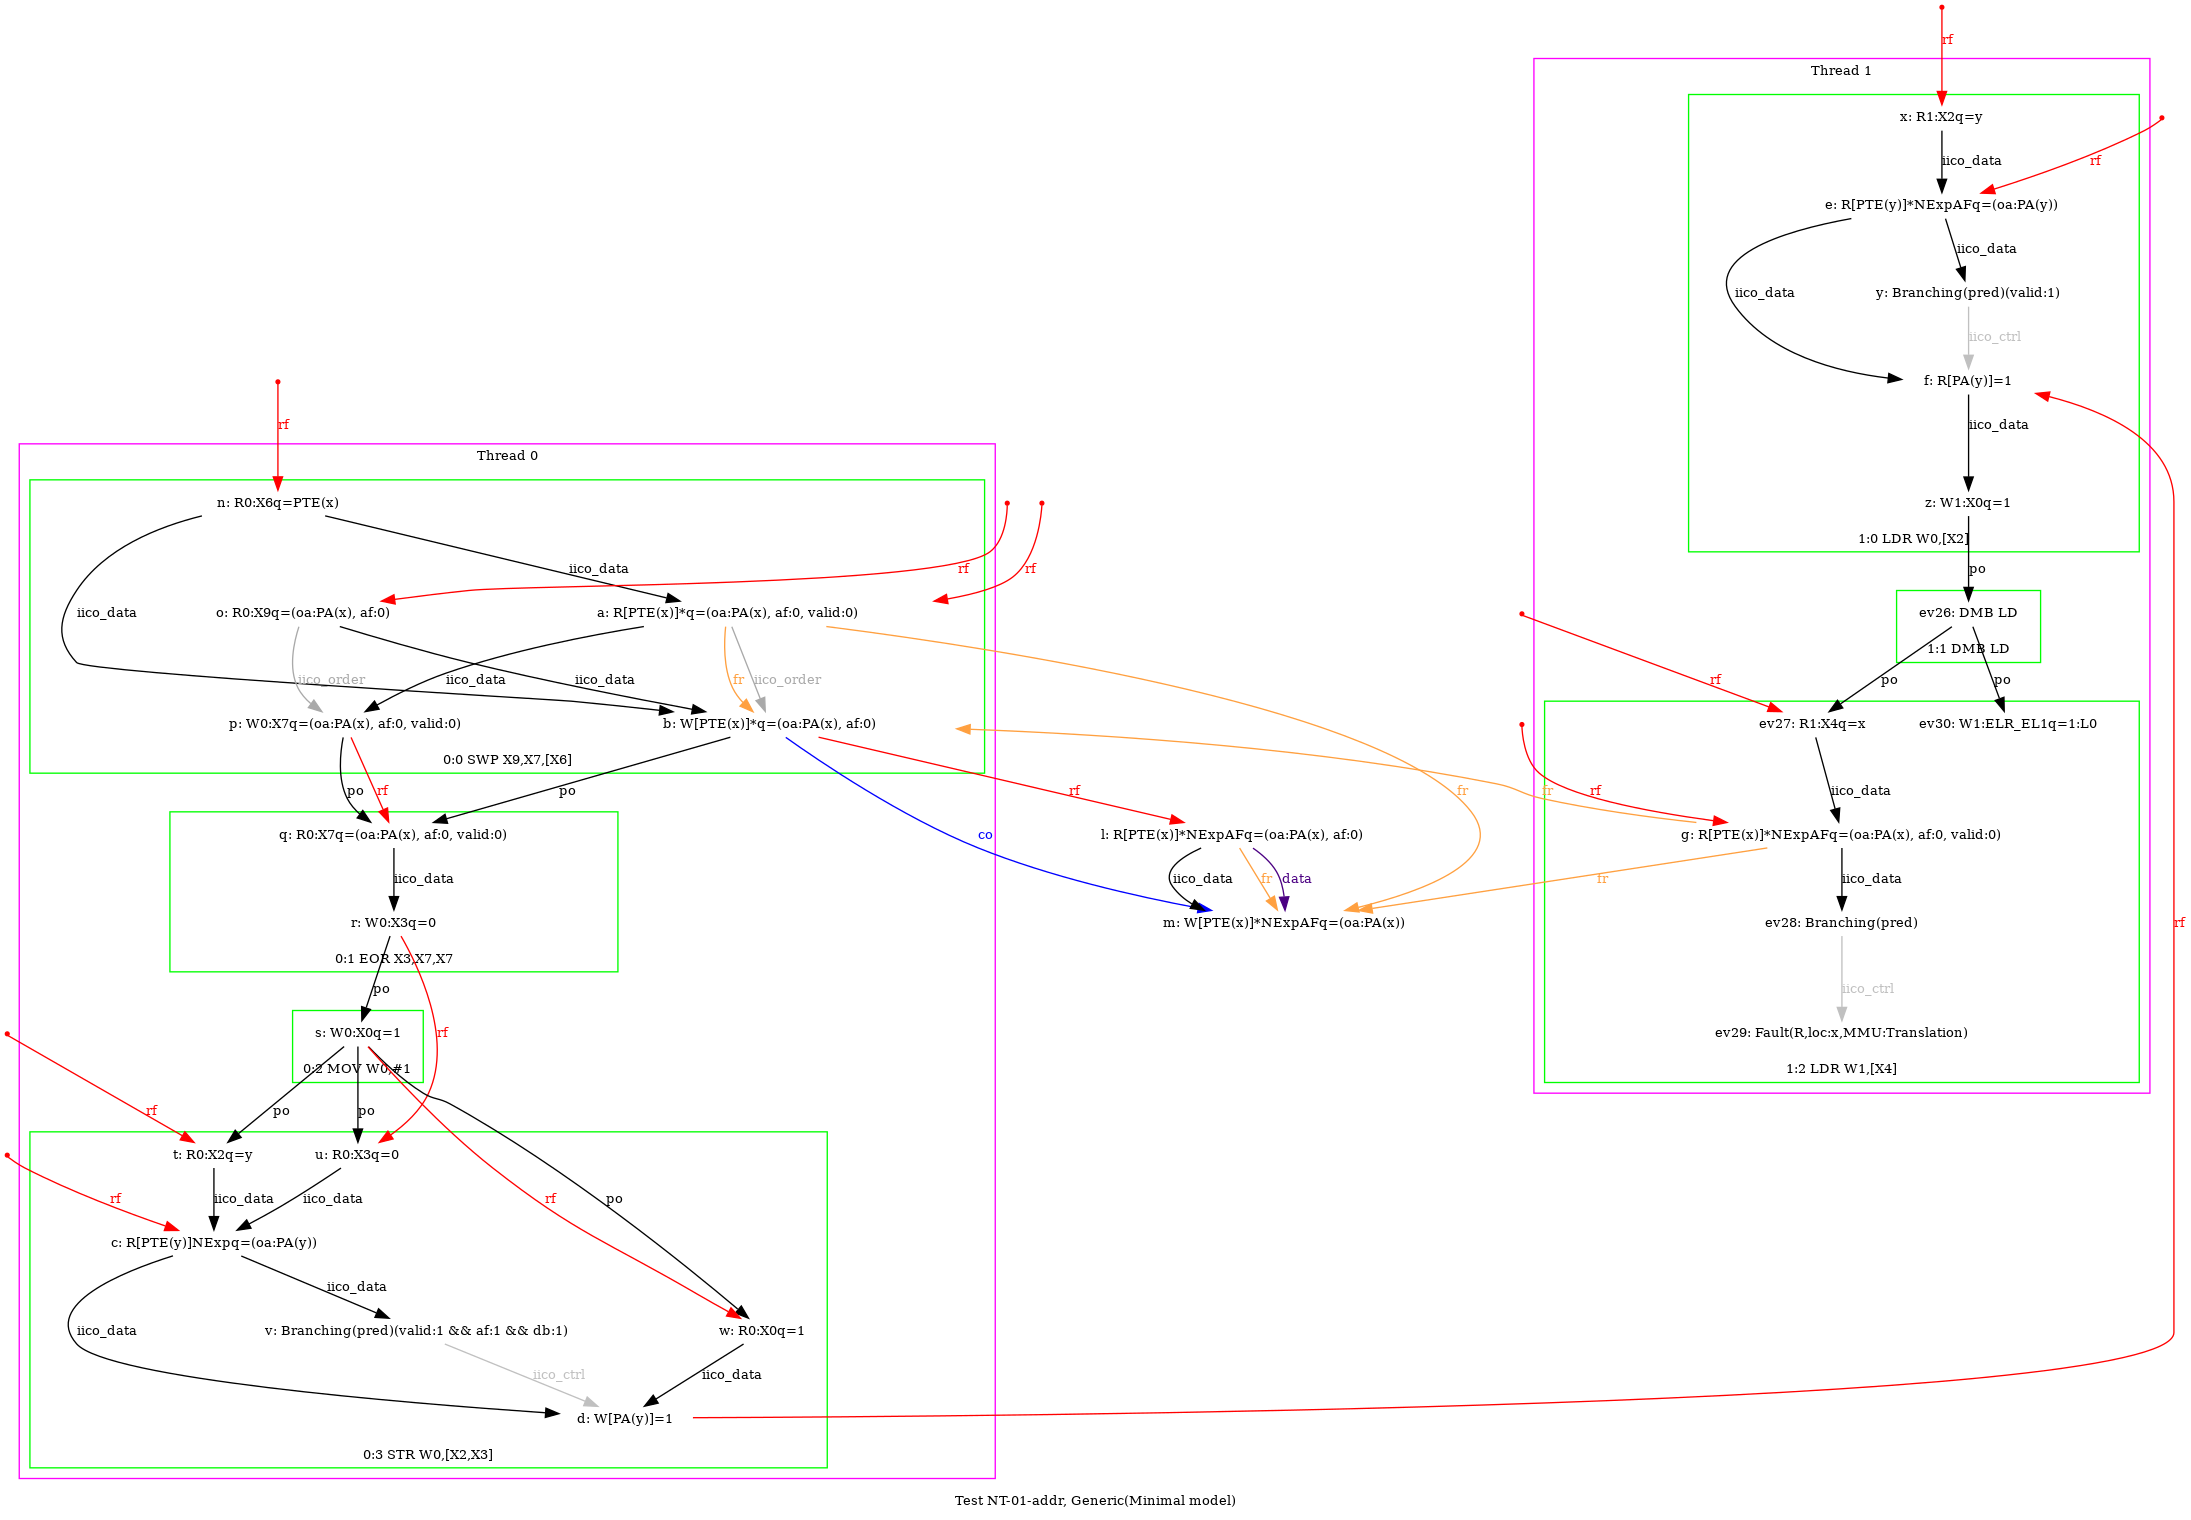 rf
Thread 1
x: R1:X2q=y
iico_data
rf
e: R[PTE(y)]*NExpAFq=(oa:PA(y))
iico_data
iico_data
y: Branching(pred)(valid:1)
iico_ctrl
f: R[PA(y)]=1
iico_data
z: W1:X0q=1
1:0 LDR W0,[X2]
po
ev26: DMB LD
1:1 DMB LD
po
po
rf
ev27: R1:X4q=x
ev30: W1:ELR_EL1q=1:L0
rf
iico_data
g: R[PTE(x)]*NExpAFq=(oa:PA(x), af:0, valid:0)
iico_data
ev28: Branching(pred)
iico_ctrl
ev29: Fault(R,loc:x,MMU:Translation)
1:2 LDR W1,[X4]
rf
rf
Thread 0
n: R0:X6q=PTE(x)
iico_data
rf
rf
iico_data
o: R0:X9q=(oa:PA(x), af:0)
a: R[PTE(x)]*q=(oa:PA(x), af:0, valid:0)
iico_order
iico_data
iico_data
fr
iico_order
p: W0:X7q=(oa:PA(x), af:0, valid:0)
b: W[PTE(x)]*q=(oa:PA(x), af:0)
0:0 SWP X9,X7,[X6]
po
rf
po
rf
fr
fr
co
q: R0:X7q=(oa:PA(x), af:0, valid:0)
iico_data
r: W0:X3q=0
0:1 EOR X3,X7,X7
l: R[PTE(x)]*NExpAFq=(oa:PA(x), af:0)
iico_data
fr
data
fr
m: W[PTE(x)]*NExpAFq=(oa:PA(x))
po
rf
s: W0:X0q=1
0:2 MOV W0,#1
rf
po
po
rf
po
t: R0:X2q=y
u: R0:X3q=0
rf
iico_data
iico_data
c: R[PTE(y)]NExpq=(oa:PA(y))
iico_data
iico_data
v: Branching(pred)(valid:1 && af:1 && db:1)
w: R0:X0q=1
iico_ctrl
iico_data
d: W[PA(y)]=1
0:3 STR W0,[X2,X3]
Test NT-01-addr, Generic(Minimal model)